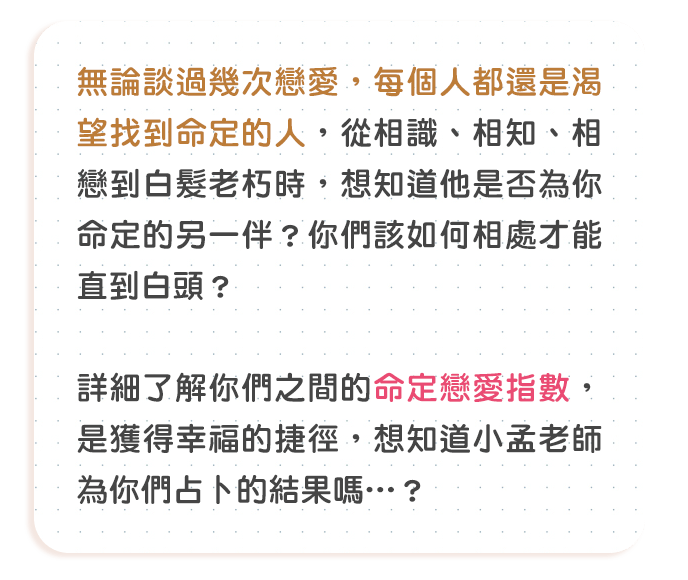 無論談過幾次戀愛，每個人都還是渴
望找到命定的人，從相識、相知、相
戀到白髮老朽時，想知道他是否為你
命定的另一伴？你們該如何相處才能
直到白頭？
詳細了解你們之間的命定戀愛指數，
是獲得幸福的捷徑，想知道小孟老師
為你們占卜的結果嗎…？